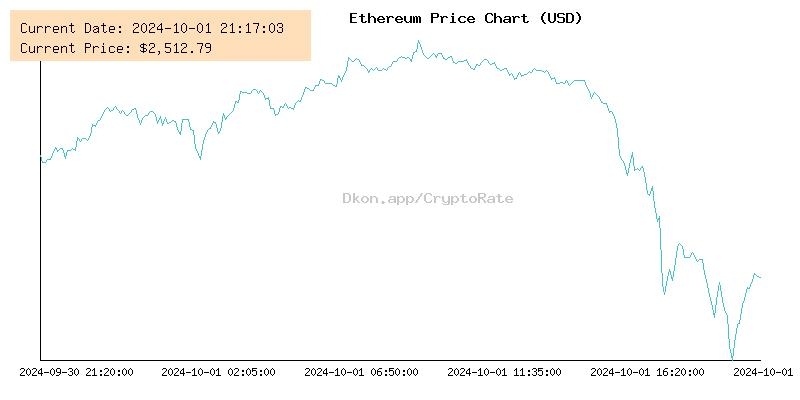 Ethereum Price Chart (USD)
Current Date: 2024-10-01 21:17:03
Current Price: $2,512.79
Dkon.app/CryptoRate
2024-09-30 21:20:00
2024-10-01 02:05:00
2024-10-01 06:50:00
2024-10-01 11:35:00
2024-10-01 16:20:00
2024-10-01